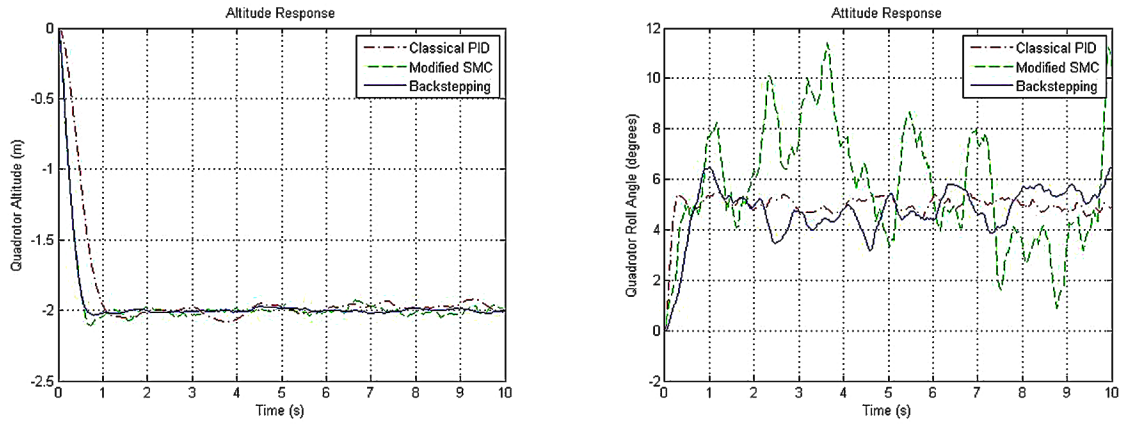 Altitude Response
0
-0.5
-1
-1.5
-2
-2.5
Quadrotor Altitude (m)
Classical PID
Modified SMC
Backstepping
0 1 2 3 4 5 6 7 8 9 10
Time (s)
Attitude Response
12
10
8
6
4
2
0
-2
Quadrotor Roll Angle (degrees)
Classical PID
Modified SMC
Backstepping
0 1 2 3 4 5 6 7 8 9 10
Time (s)